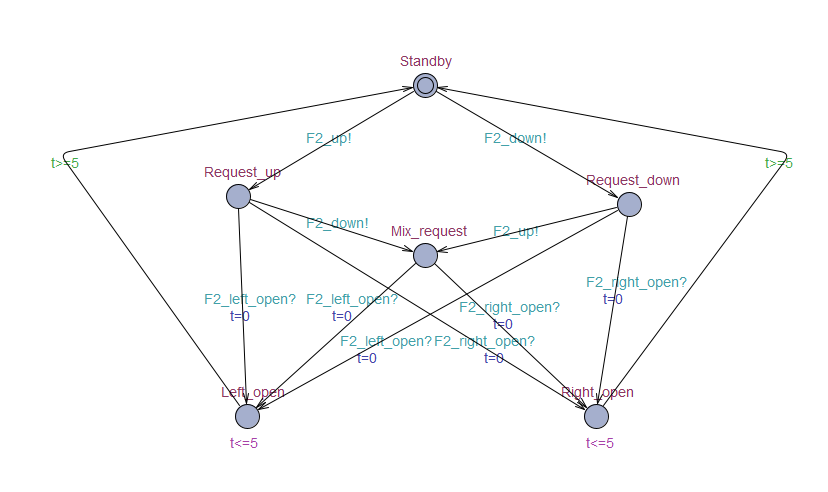 Standby
F2_up!
F2_down!
t>=5
t>=5
Request_up
Request_down
F2_down!
Mix_request
F2_up!
F2_right_open?
t=0
F2_left_open?
t=0
F2_left_open?
t=0
F2_right_open?
t=0
F2_left_open?
t=0
F2_right_open?
t=0
Left_open
Right_open
t<=5
t<=5